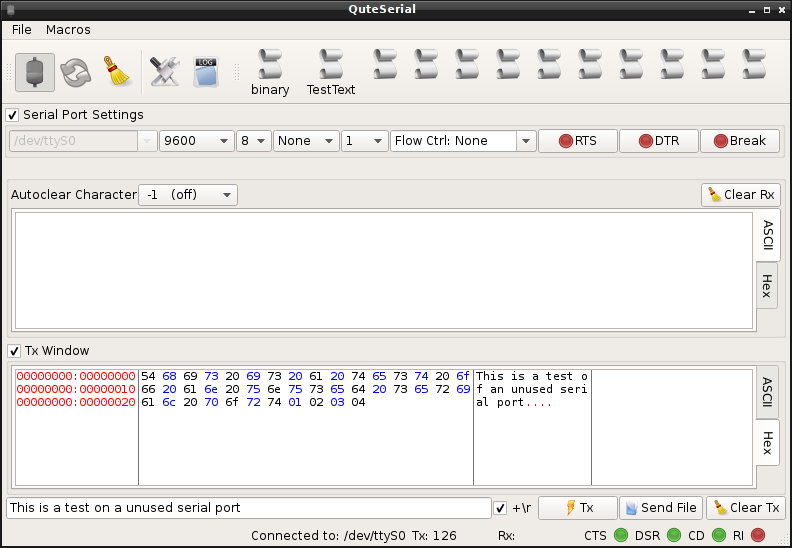 QuteSerial
File Macros
LOG
binary TestText
Serial Port Settings
/dev/ttyS0 9600 8 None 1 Flow Ctrl: None RTS DTR Break
Autoclear Character -1 (off) Clear Rx
ASCII
Hex
Tx Window
00000000:00000000 54 68 69 73 20 69 73 20 61 20 74 65 73 74 20 6f This is a test o
00000000:00000010 66 20 61 6e 20 75 6e 75 73 65 64 20 73 65 72 69 f an unused seri
00000000:00000020 61 6c 20 70 6f 72 74 01 02 03 04 al port....
ASCII
Hex
This is a test on a unused serial port +\r Tx Send File Clear Tx
Connected to: /dev/ttyS0 Tx: 126 Rx: CTS DSR CD RI